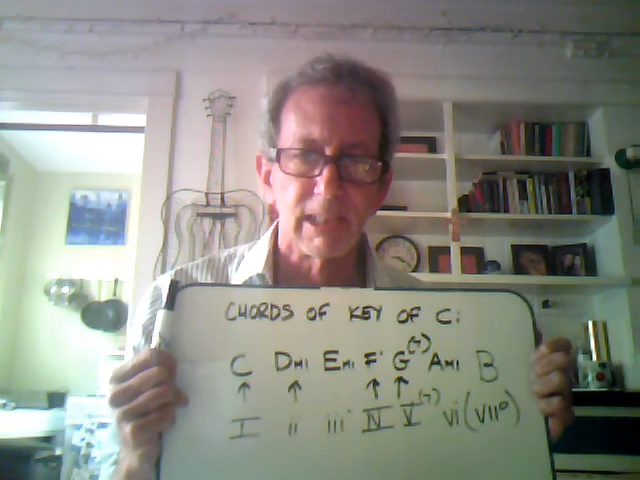 CHORDS OF KEY OF C:
C DMI EMI F G(7) AMI B
↑ ↑ ↑ ↑
I ii iii IV V(7) vi (vii°)